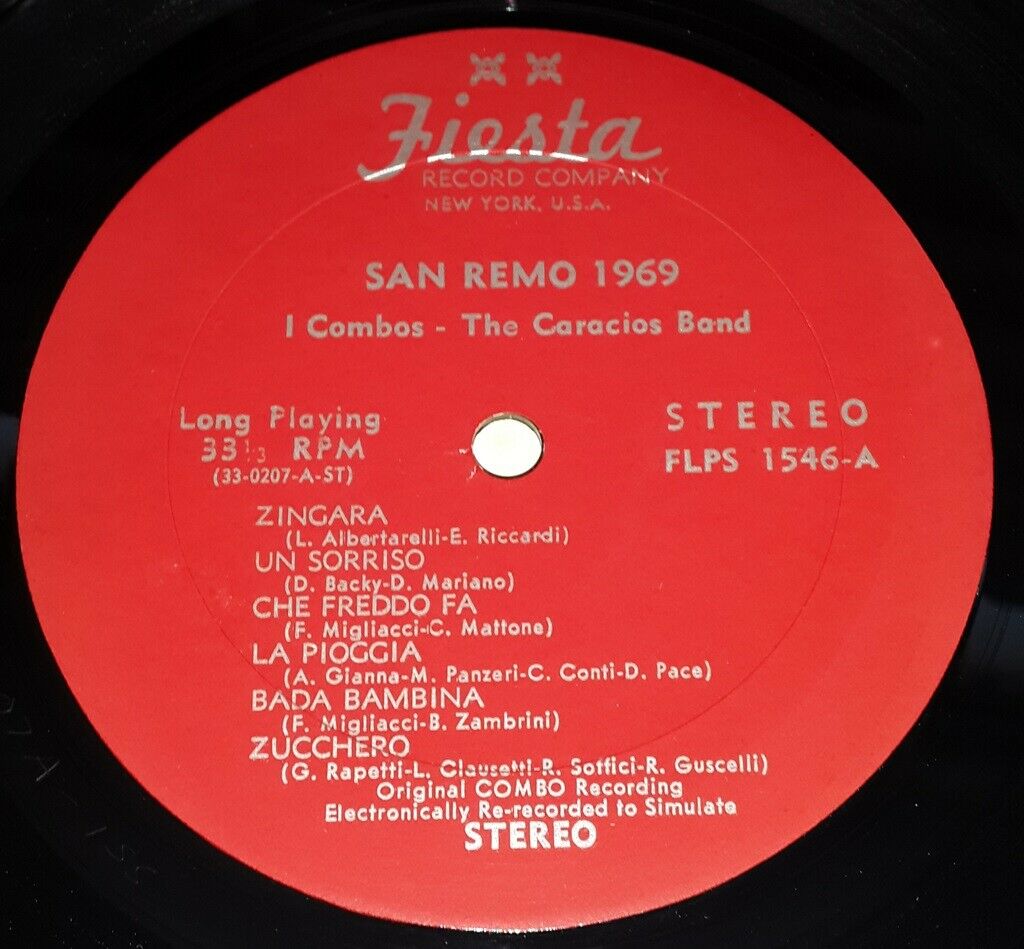 Fiesta
RECORD COMPANY
NEW YORK, U.S.A.
SAN REMO 1969
I Combos - The Caracios Band
Long Playing
33 1/3 RPM
(33-0207-A-ST)
STEREO
FLPS 1546-A
ZINGARA
(L. Albertarelli-E. Riccardi)
UN SORRISO
(D. Backy-D. Mariano)
CHE FREDDO FA
(F. Migliacci-C. Mattone)
LA PIOGGIA
(A. Gianna-M. Panzeri-C. Conti-D. Pace)
BADA BAMBINA
(F. Migliacci-B. Zambrini)
ZUCCHERO
(G. Rapetti-L. Clausetti-R. Soffici-R. Guscelli)
Original COMBO Recording
Electronically Re-recorded to Simulate
STEREO